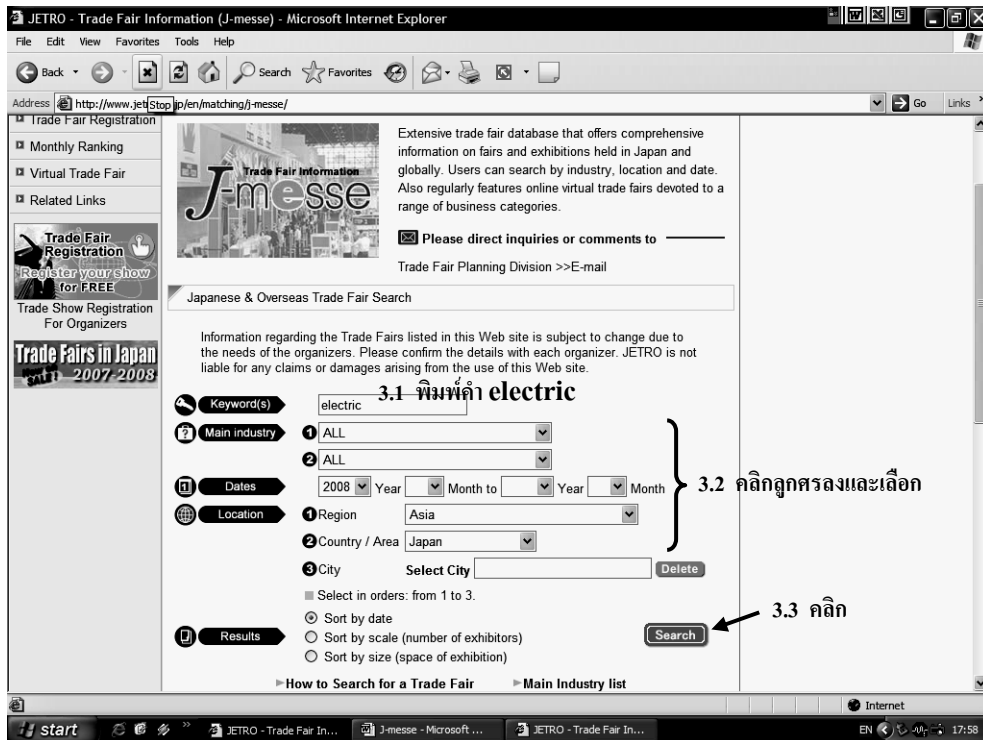 JETRO - Trade Fair Information (J-messe) - Microsoft Internet Explorer
File Edit View Favorites Tools Help
Back Search Favorites
Address http://www.jet Stop jp/en/matching/j-messe/ Go Links
Trade Fair Registration
Monthly Ranking
Virtual Trade Fair
Related Links
Trade Fair
Registration
Register your show
for FREE
Trade Show Registration
For Organizers
Trade Fairs in Japan
2007-2008
Trade Fair Information
J-messe
Extensive trade fair database that offers comprehensive
information on fairs and exhibitions held in Japan and
globally. Users can search by industry, location and date.
Also regularly features online virtual trade fairs devoted to a
range of business categories.
Please direct inquiries or comments to
Trade Fair Planning Division >>E-mail
Japanese & Overseas Trade Fair Search
Information regarding the Trade Fairs listed in this Web site is subject to change due to
the needs of the organizers. Please confirm the details with each organizer. JETRO is not
liable for any claims or damages arising from the use of this Web site.
3.1 พิมพ์คำ electric
Keyword(s) electric
Main industry 1 ALL
2 ALL
Dates 2008 Year Month to Year Month
3.2 คลิกลูกศรลงและเลือก
Location 1 Region Asia
2 Country / Area Japan
3 City Select City Delete
Select in orders: from 1 to 3.
3.3 คลิก
Sort by date
Results Sort by scale (number of exhibitors) Search
Sort by size (space of exhibition)
How to Search for a Trade Fair Main Industry list
Internet
start JETRO - Trade Fair In... J-messe - Microsoft ... JETRO - Trade Fair In... EN 17:58